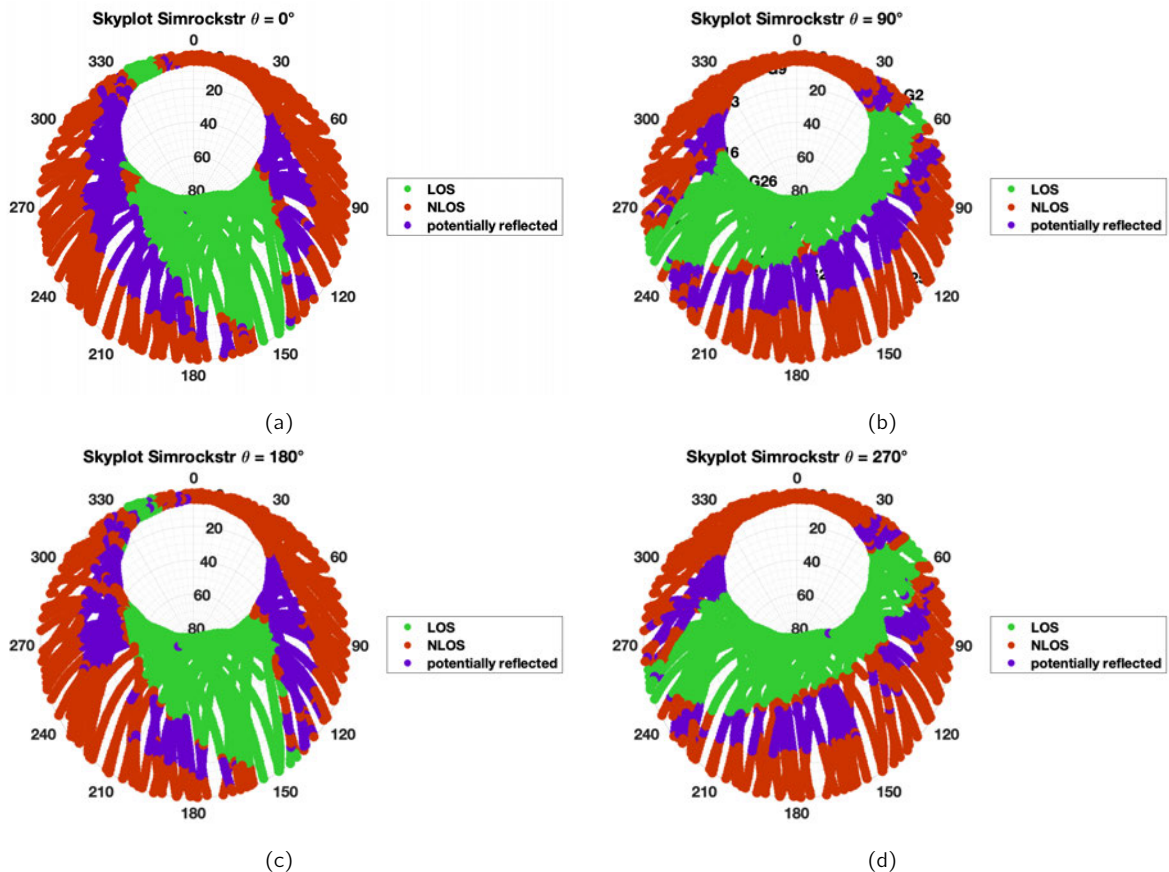 Skyplot Simrockstr θ = 0°
0
330
30
300
60
20
40
60
80
270
90
240
120
210
150
180
LOS
NLOS
potentially reflected
(a)
Skyplot Simrockstr θ = 90°
0
30
G9
G2
300
60
20
40
60
80
G26
270
90
240
120
210
150
180
LOS
NLOS
potentially reflected
(b)
Skyplot Simrockstr θ = 180°
0
330
30
300
60
20
40
60
80
270
90
240
120
210
150
180
LOS
NLOS
potentially reflected
(c)
Skyplot Simrockstr θ = 270°
0
330
30
300
60
20
40
60
80
270
90
240
120
210
150
180
LOS
NLOS
potentially reflected
(d)